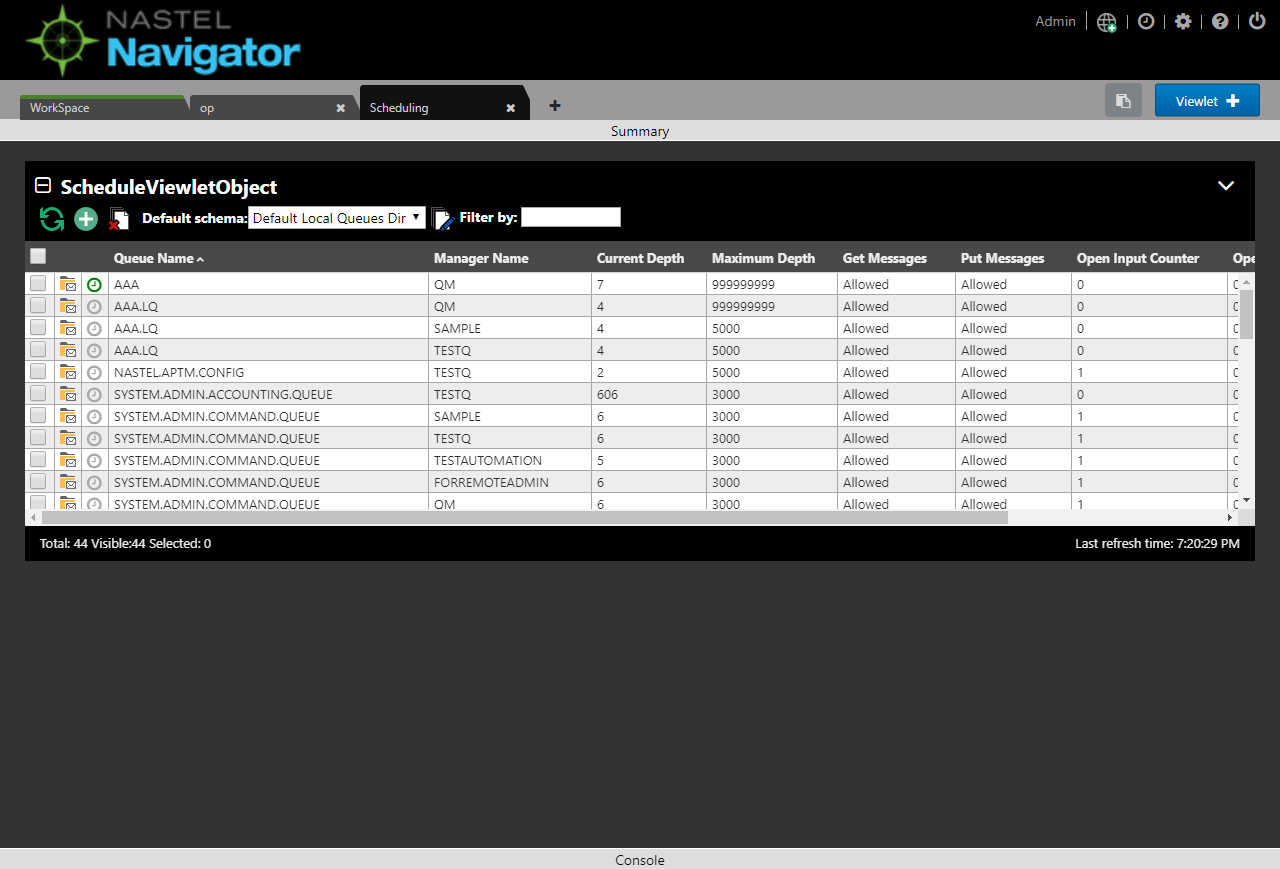 NASTEL
Navigator
Admin
WorkSpace op Scheduling
Viewlet
Summary
ScheduleViewletObject
Default schema: Default Local Queues Dir Filter by:
Queue Name Manager Name Current Depth Maximum Depth Get Messages Put Messages Open Input Counter Ope
AAA QM 7 999999999 Allowed Allowed 0 0
AAA.LQ QM 4 999999999 Allowed Allowed 0 0
AAA.LQ SAMPLE 4 5000 Allowed Allowed 0 0
AAA.LQ TESTQ 4 5000 Allowed Allowed 0 0
NASTEL.APTM.CONFIG TESTQ 2 5000 Allowed Allowed 1 0
SYSTEM.ADMIN.ACCOUNTING.QUEUE TESTQ 606 3000 Allowed Allowed 0 0
SYSTEM.ADMIN.COMMAND.QUEUE SAMPLE 6 3000 Allowed Allowed 1 0
SYSTEM.ADMIN.COMMAND.QUEUE TESTQ 6 3000 Allowed Allowed 1 0
SYSTEM.ADMIN.COMMAND.QUEUE TESTAUTOMATION 5 3000 Allowed Allowed 1 0
SYSTEM.ADMIN.COMMAND.QUEUE FORREMOTEADMIN 6 3000 Allowed Allowed 1 0
SYSTEM.ADMIN.COMMAND.QUEUE QM 6 3000 Allowed Allowed 1 0
Total: 44 Visible:44 Selected: 0 Last refresh time: 7:20:29 PM
Console